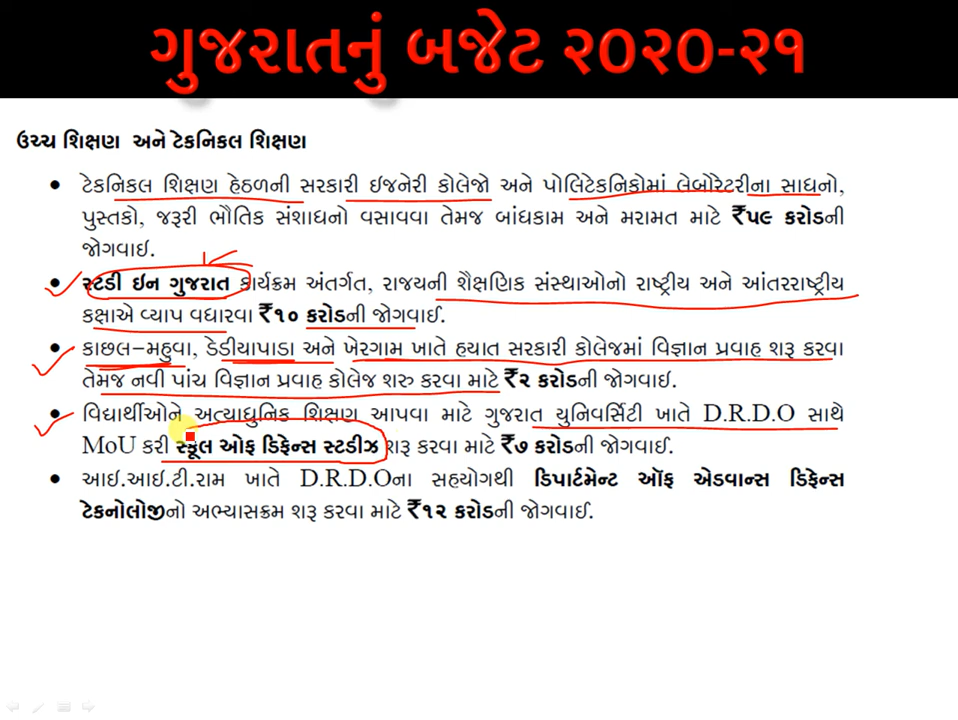 ગુજરાતનું બજેટ ૨૦૨૦-૨૧
ઉચ્ચ શિક્ષણ અને ટેકનિકલ શિક્ષણ
• ટેકનિકલ શિક્ષણ હેઠળની સરકારી ઇજનેરી કોલેજો અને પોલિટેકનિકોમાં લેબોરેટરીના સાધનો,
પુસ્તકો, જરૂરી ભૌતિક સંશાધનો વસાવવા તેમજ બાંધકામ અને મરામત માટે ₹૫૯ કરોડની
જોગવાઈ.
• સ્ટડી ઈન ગુજરાત કાર્યક્રમ અંતર્ગત, રાજયની શૈક્ષણિક સંસ્થાઓનો રાષ્ટ્રીય અને આંતરરાષ્ટ્રીય
કક્ષાએ વ્યાપ વધારવા ₹૧૦ કરોડની જોગવાઈ.
• કાછલ-મહુવા, ડેડીયાપાડા અને ખેરગામ ખાતે હયાત સરકારી કોલેજમાં વિજ્ઞાન પ્રવાહ શરૂ કરવા
તેમજ નવી પાંચ વિજ્ઞાન પ્રવાહ કોલેજ શરુ કરવા માટે ₹૨ કરોડની જોગવાઈ.
• વિદ્યાર્થીઓને અત્યાધુનિક શિક્ષણ આપવા માટે ગુજરાત યુનિવર્સિટી ખાતે D.R.D.O સાથે
MoU કરી સ્કૂલ ઓફ ડિફેન્સ સ્ટડીઝ શરૂ કરવા માટે ₹૭ કરોડની જોગવાઈ.
• આઈ.આઈ.ટી.રામ ખાતે D.R.D.Oના સહયોગથી ડિપાર્ટમેન્ટ ઑફ એડવાન્સ ડિફેન્સ
ટેકનોલોજીનો અભ્યાસક્રમ શરૂ કરવા માટે ₹૧૨ કરોડની જોગવાઈ.